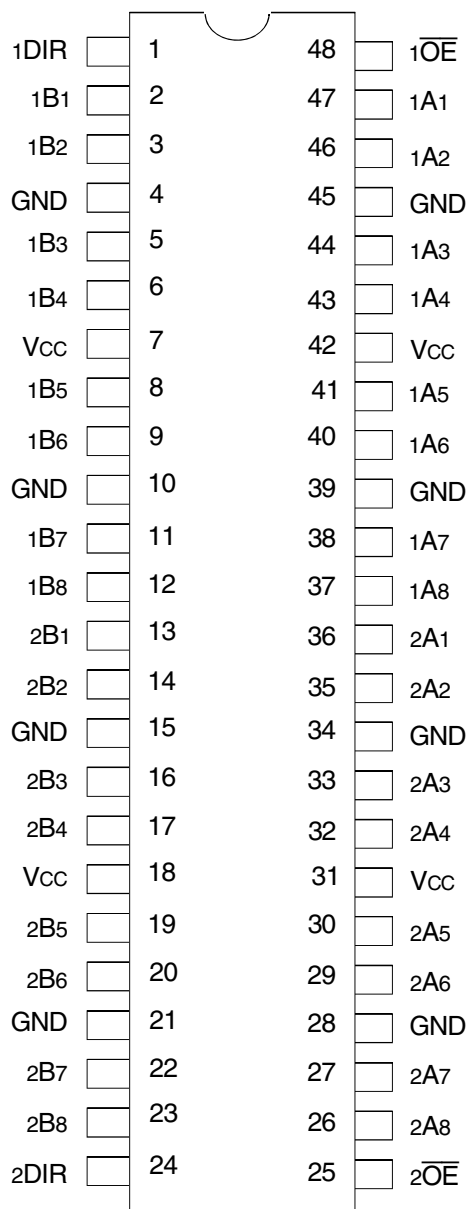 1DIR 1 48 1O̅E̅
1B1 2 47 1A1
1B2 3 46 1A2
GND 4 45 GND
1B3 5 44 1A3
1B4 6 43 1A4
VCC 7 42 VCC
1B5 8 41 1A5
1B6 9 40 1A6
GND 10 39 GND
1B7 11 38 1A7
1B8 12 37 1A8
2B1 13 36 2A1
2B2 14 35 2A2
GND 15 34 GND
2B3 16 33 2A3
2B4 17 32 2A4
VCC 18 31 VCC
2B5 19 30 2A5
2B6 20 29 2A6
GND 21 28 GND
2B7 22 27 2A7
2B8 23 26 2A8
2DIR 24 25 2O̅E̅